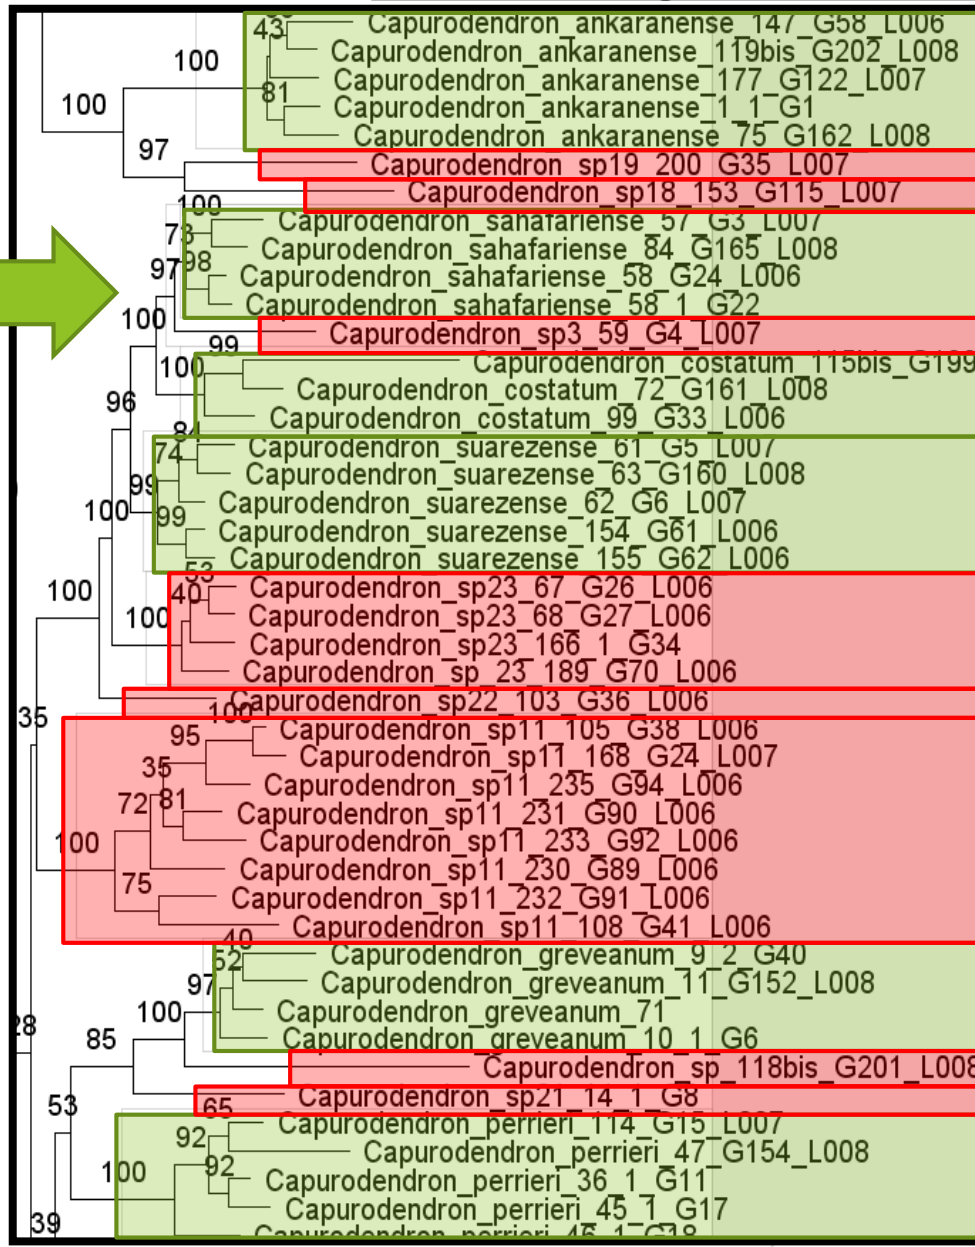 Capurodendron_ankaranense_147_G58_L006
43
Capurodendron_ankaranense_119bis_G202_L008
100
Capurodendron_ankaranense_177_G122_L007
81
100
Capurodendron_ankaranense_1_1_G1
Capurodendron_ankaranense_75_G162_L008
97
Capurodendron_sp19_200_G35_L007
Capurodendron_sp18_153_G115_L007
100
Capurodendron_sahafariense_57_G3_L007
73
Capurodendron_sahafariense_84_G165_L008
97
98
Capurodendron_sahafariense_58_G24_L006
Capurodendron_sahafariense_58_1_G22
100
Capurodendron_sp3_59_G4_L007
99
100
Capurodendron_costatum_115bis_G199
Capurodendron_costatum_72_G161_L008
96
Capurodendron_costatum_99_G33_L006
84
74
Capurodendron_suarezense_61_G5_L007
Capurodendron_suarezense_63_G160_L008
99
Capurodendron_suarezense_62_G6_L007
100
99
Capurodendron_suarezense_154_G61_L006
Capurodendron_suarezense_155_G62_L006
53
100
40
Capurodendron_sp23_67_G26_L006
100
Capurodendron_sp23_68_G27_L006
Capurodendron_sp23_166_1_G34
Capurodendron_sp_23_189_G70_L006
Capurodendron_sp22_103_G36_L006
35
100
95
Capurodendron_sp11_105_G38_L006
Capurodendron_sp11_168_G24_L007
35
Capurodendron_sp11_235_G94_L006
72
81
Capurodendron_sp11_231_G90_L006
100
Capurodendron_sp11_233_G92_L006
Capurodendron_sp11_230_G89_L006
75
Capurodendron_sp11_232_G91_L006
Capurodendron_sp11_108_G41_L006
40
52
Capurodendron_greveanum_9_2_G40
97
Capurodendron_greveanum_11_G152_L008
100
Capurodendron_greveanum_71
28
85
Capurodendron_greveanum_10_1_G6
Capurodendron_sp_118bis_G201_L008
Capurodendron_sp21_14_1_G8
53
65
Capurodendron_perrieri_114_G15_L007
92
Capurodendron_perrieri_47_G154_L008
100
92
Capurodendron_perrieri_36_1_G11
Capurodendron_perrieri_45_1_G17
39
Capurodendron_perrieri_46_1_G18